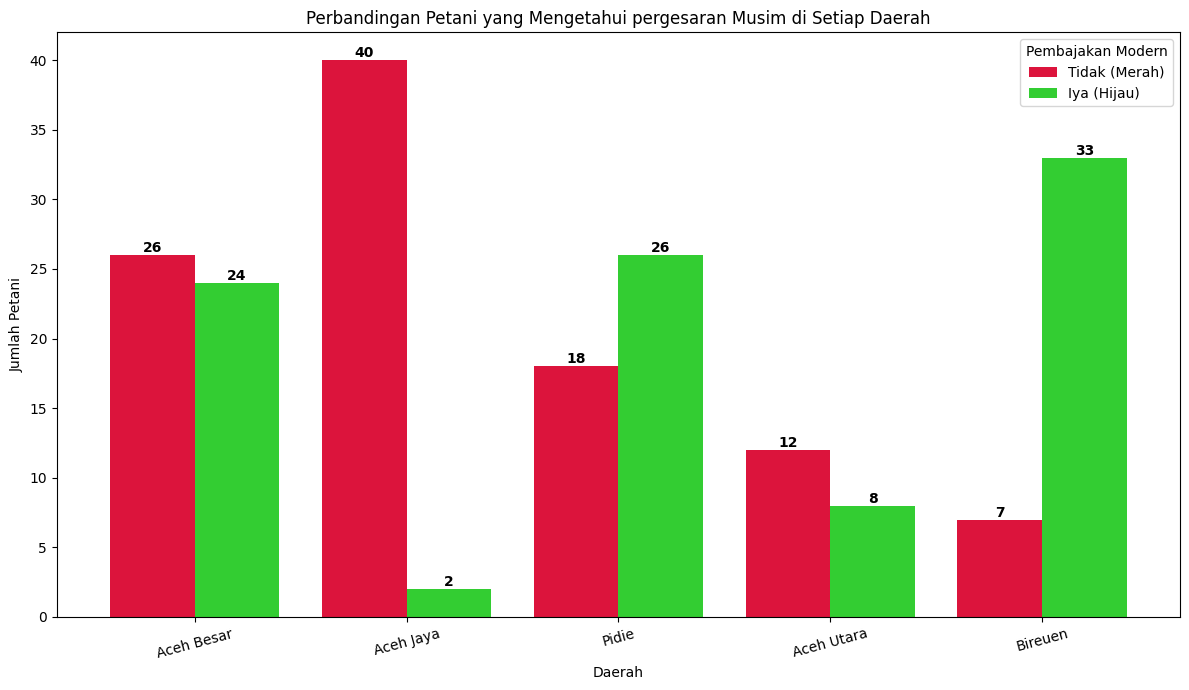 Perbandingan Petani yang Mengetahui pergesaran Musim di Setiap Daerah
Pembajakan Modern
Tidak (Merah)
Iya (Hijau)
Jumlah Petani
40
35
30
25
20
15
10
5
0
26
24
40
2
18
26
12
8
7
33
Aceh Besar
Aceh Jaya
Pidie
Aceh Utara
Bireuen
Daerah